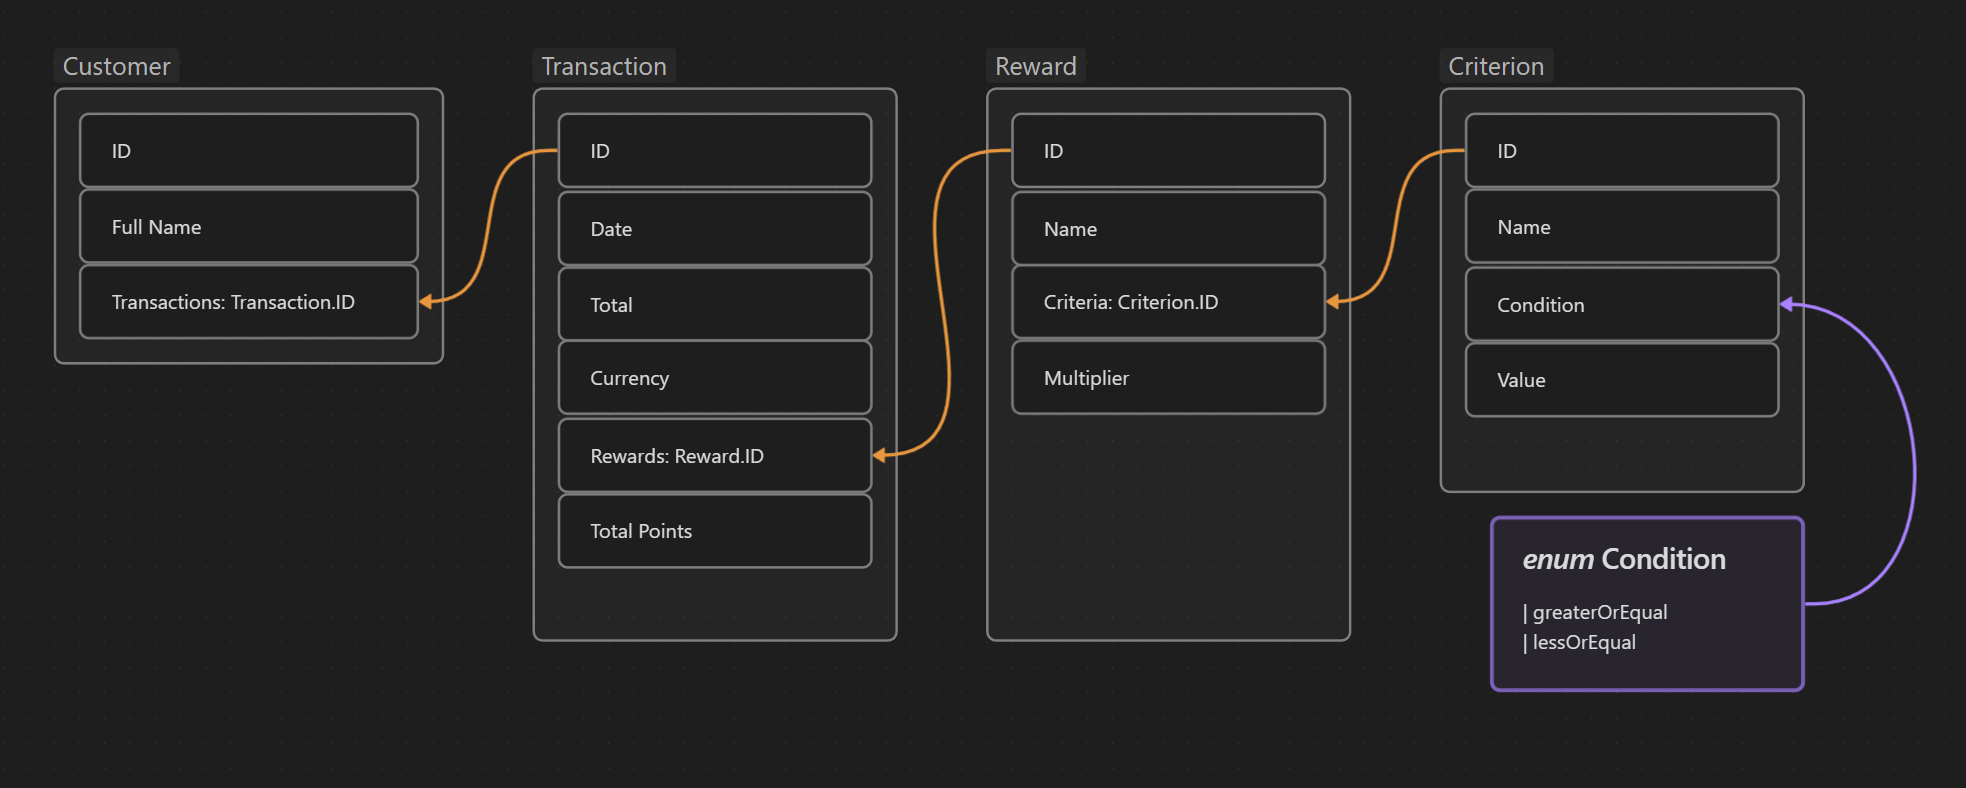 Customer
ID
Full Name
Transactions: Transaction.ID
Transaction
ID
Date
Total
Currency
Rewards: Reward.ID
Total Points
Reward
ID
Name
Criteria: Criterion.ID
Multiplier
Criterion
ID
Name
Condition
Value
enum Condition
| greaterOrEqual
| lessOrEqual